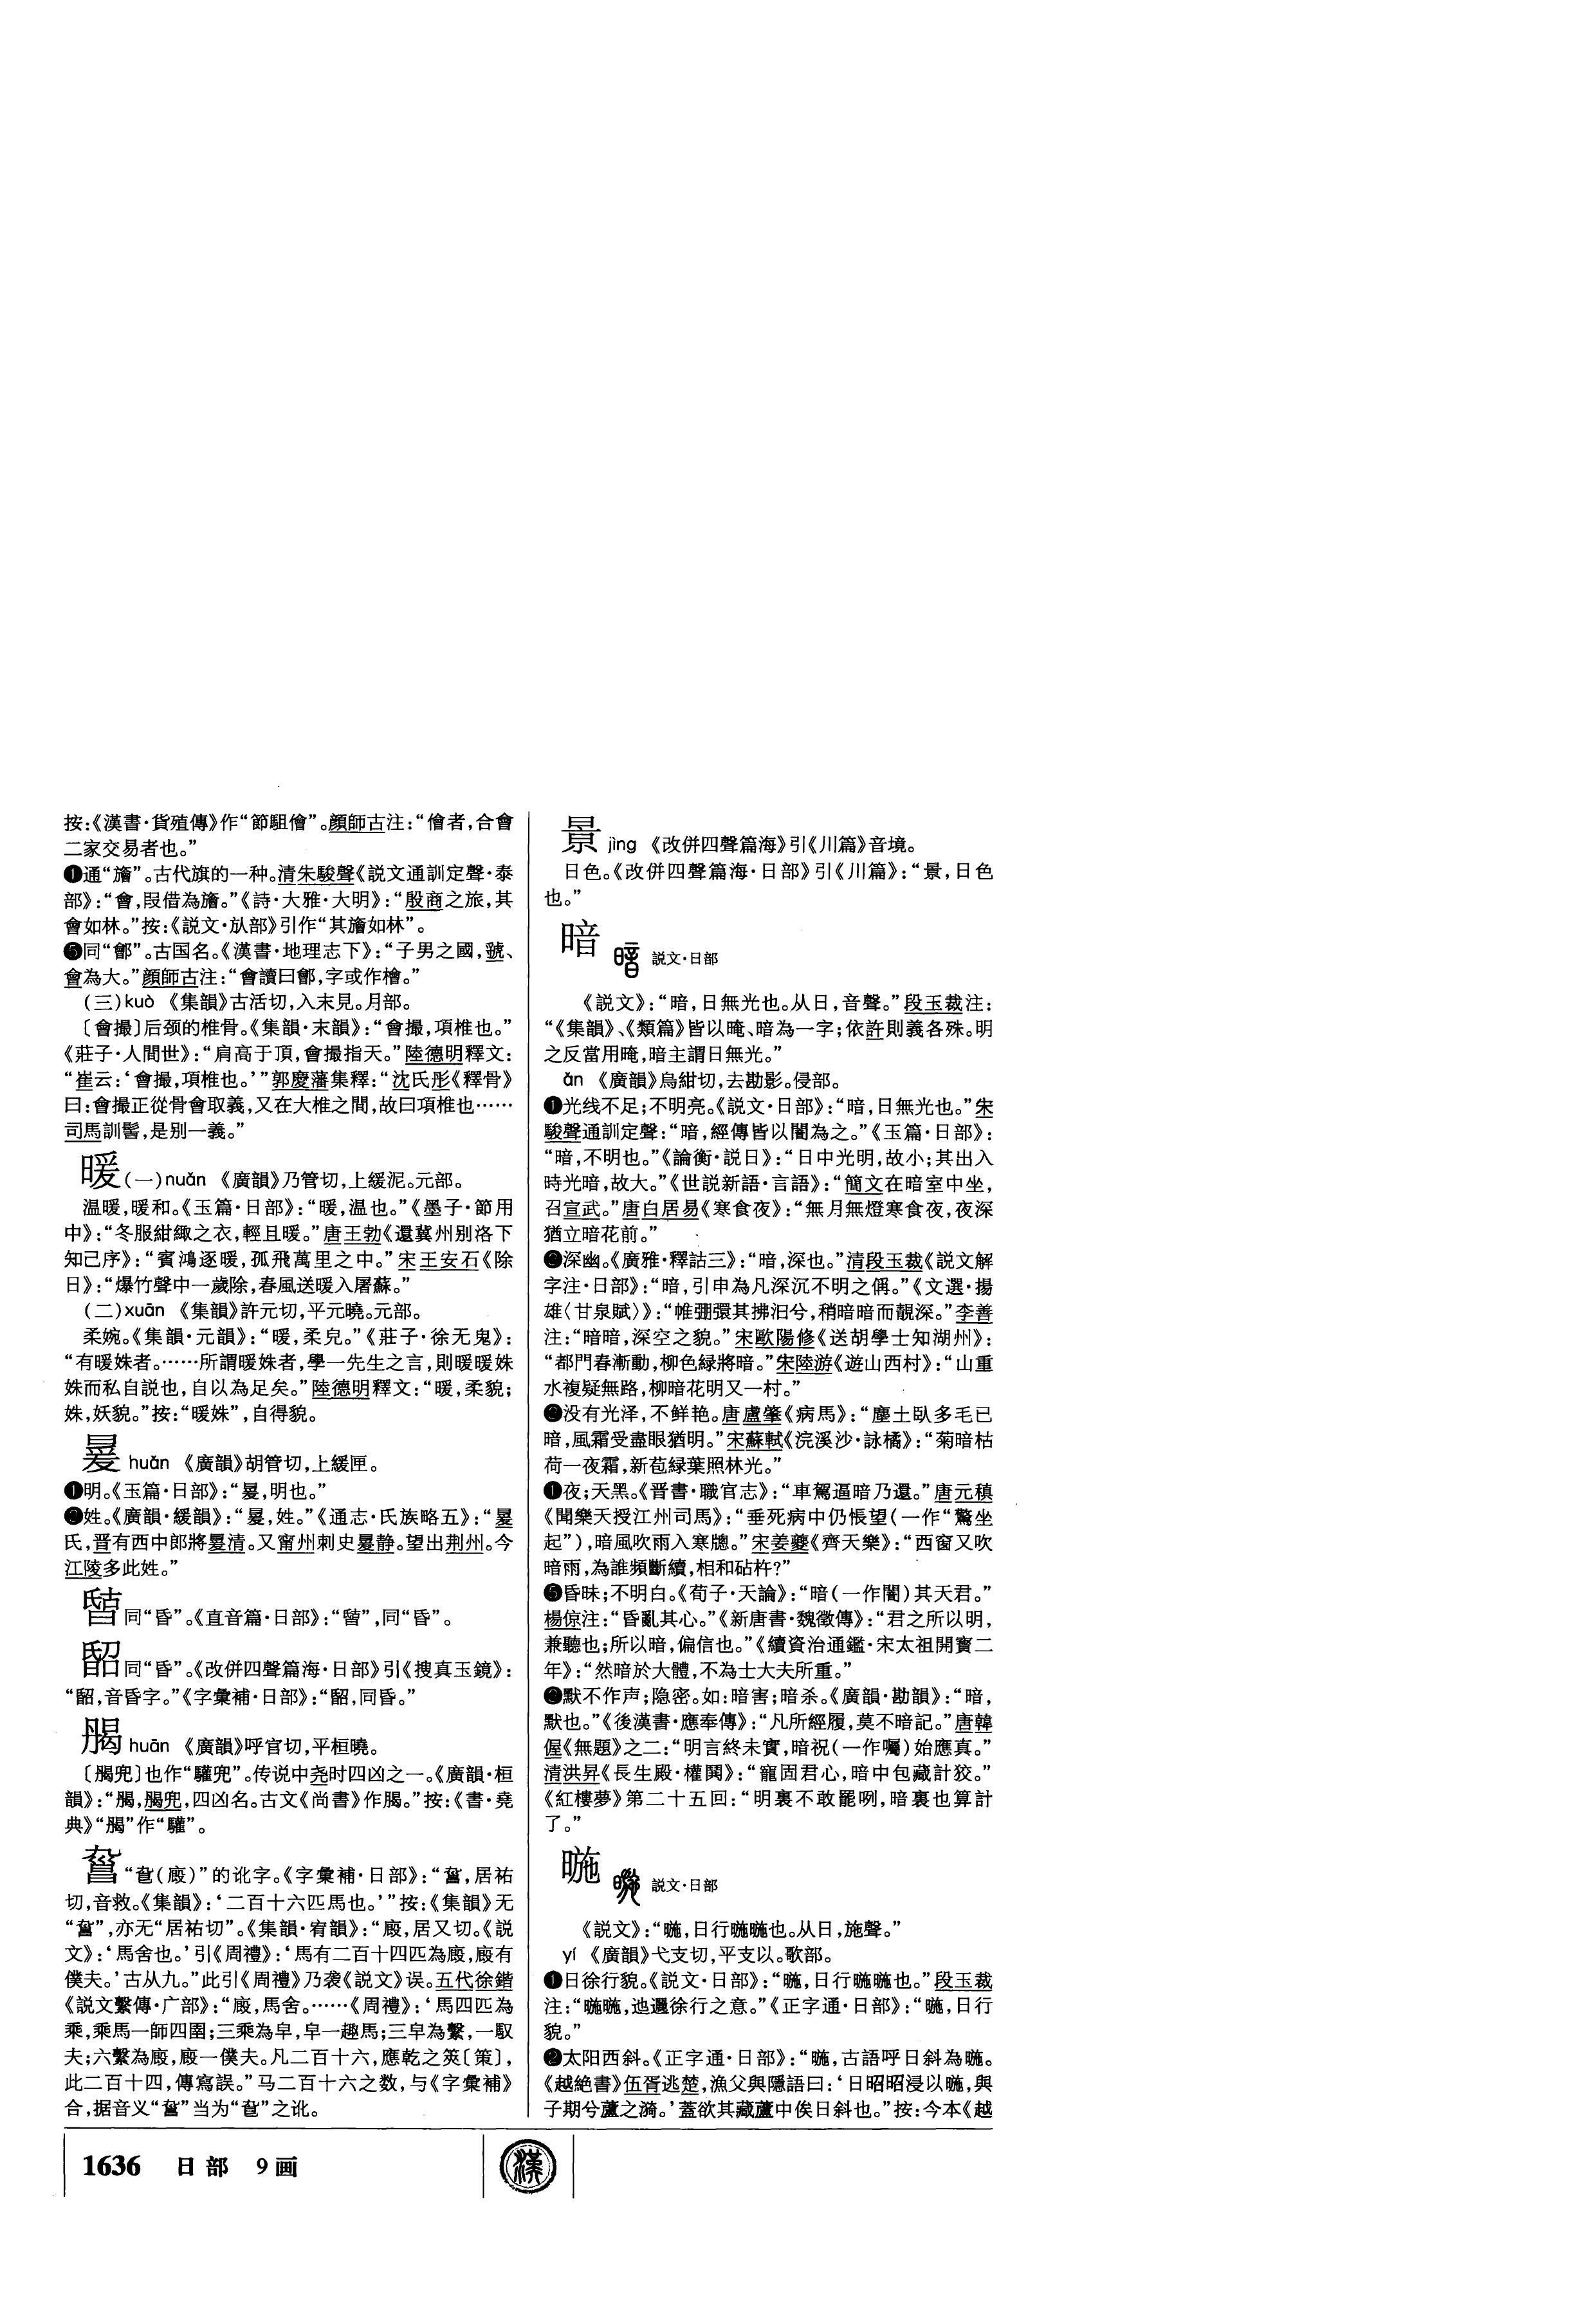 按：《漢書·貨殖傳》作“節駔儈”。顔師古注：“儈者，合會
二家交易者也。”
❶通“旝”。古代旗的一种。清朱駿聲《説文通訓定聲·泰
部》：“會，叚借為旝。”《詩·大雅·大明》：“殷商之旅，其
會如林。”按：《説文·㫃部》引作“其旝如林”。
❺同“鄶”。古国名。《漢書·地理志下》：“子男之國，虢、
會為大。”顔師古注：“會讀曰鄶，字或作檜。”
(三)kuò 《集韻》古活切，入末見。月部。
〔會撮〕后颈的椎骨。《集韻·末韻》：“會撮，項椎也。”
《莊子·人間世》：“肩高于頂，會撮指天。”陸德明釋文：
“崔云：‘會撮，項椎也。’”郭慶藩集釋：“沈氏彤《釋骨》
曰：會撮正從骨會取義，又在大椎之間，故曰項椎也……
司馬訓髻，是别一義。”
暖(一)nuǎn 《廣韻》乃管切，上緩泥。元部。
温暖，暖和。《玉篇·日部》：“暖，温也。”《墨子·節用
中》：“冬服紺緅之衣，輕且暖。”唐王勃《還冀州别洛下
知己序》：“賓鴻逐暖，孤飛萬里之中。”宋王安石《除
日》：“爆竹聲中一歲除，春風送暖入屠蘇。”
(二)xuān 《集韻》許元切，平元曉。元部。
柔婉。《集韻·元韻》：“暖，柔皃。”《莊子·徐无鬼》：
“有暖姝者。……所謂暖姝者，學一先生之言，則暖暖姝
姝而私自説也，自以為足矣。”陸德明釋文：“暖，柔貌；
姝，妖貌。”按：“暖姝”，自得貌。
㬊 huǎn 《廣韻》胡管切，上緩匣。
❶明。《玉篇·日部》：“㬊，明也。”
❷姓。《廣韻·緩韻》：“㬊，姓。”《通志·氏族略五》：“㬊
氏，晋有西中郎將㬊清。又甯州刺史㬊静。望出荆州。今
江陵多此姓。”
同“昏”。《直音篇·日部》：“”，同“昏”。
同“昏”。《改併四聲篇海·日部》引《搜真玉鏡》：
“，音昏字。”《字彙補·日部》：“，同昏。”
huān 《廣韻》呼官切，平桓曉。
〔兜〕也作“驩兜”。传说中尧时四凶之一。《廣韻·桓
韻》：“，兜，四凶名。古文《尚書》作。”按：《書·堯
典》“”作“驩”。
“(廄)”的讹字。《字彙補·日部》：“，居祐
切，音救。《集韻》：‘二百十六匹馬也。’”按：《集韻》无
“”，亦无“居祐切”。《集韻·宥韻》：“廄，居又切。《説
文》：‘馬舍也。’引《周禮》：‘馬有二百十四匹為廄，廄有
僕夫。’古从九。”此引《周禮》乃袭《説文》误。五代徐鍇
《説文繫傳·广部》：“廄，馬舍。……《周禮》：‘馬四匹為
乘，乘馬一師四圉；三乘為皁，皁一趣馬；三皁為繫，一馭
夫；六繫為廄，廄一僕夫。凡二百十六，應乾之筴〔策〕，
此二百十四，傳寫誤。”马二百十六之数，与《字彙補》
合，据音义“”当为“”之讹。
景 jìng 《改併四聲篇海》引《川篇》音境。
日色。《改併四聲篇海·日部》引《川篇》：“景，日色
也。”
暗 暗 説文·日部
《説文》：“暗，日無光也。从日，音聲。”段玉裁注：
“《集韻》、《類篇》皆以晻、暗為一字；依許則義各殊。明
之反當用晻，暗主謂日無光。”
àn 《廣韻》烏紺切，去勘影。侵部。
❶光线不足；不明亮。《説文·日部》：“暗，日無光也。”朱
駿聲通訓定聲：“暗，經傳皆以闇為之。”《玉篇·日部》：
“暗，不明也。”《論衡·説日》：“日中光明，故小；其出入
時光暗，故大。”《世説新語·言語》：“簡文在暗室中坐，
召宣武。”唐白居易《寒食夜》：“無月無燈寒食夜，夜深
猶立暗花前。”
❷深幽。《廣雅·釋詁三》：“暗，深也。”清段玉裁《説文解
字注·日部》：“暗，引申為凡深沉不明之偁。”《文選·揚
雄〈甘泉賦〉》：“帷弸彋其拂汩兮，稍暗暗而靚深。”李善
注：“暗暗，深空之貌。”宋歐陽修《送胡學士知湖州》：
“都門春漸動，柳色緑將暗。”宋陸游《遊山西村》：“山重
水複疑無路，柳暗花明又一村。”
❷没有光泽，不鲜艳。唐盧肇《病馬》：“塵土卧多毛已
暗，風霜受盡眼猶明。”宋蘇軾《浣溪沙·詠橘》：“菊暗枯
荷一夜霜，新苞緑葉照林光。”
❶夜；天黑。《晋書·職官志》：“車駕逼暗乃還。”唐元稹
《聞樂天授江州司馬》：“垂死病中仍悵望(一作“驚坐
起”)，暗風吹雨入寒牕。”宋姜夔《齊天樂》：“西窗又吹
暗雨，為誰頻斷續，相和砧杵？”
❺昏昧；不明白。《荀子·天論》：“暗(一作闇)其天君。”
楊倞注：“昏亂其心。”《新唐書·魏徵傳》：“君之所以明，
兼聽也；所以暗，偏信也。”《續資治通鑑·宋太祖開寶二
年》：“然暗於大體，不為士大夫所重。”
❷默不作声；隐密。如：暗害；暗杀。《廣韻·勘韻》：“暗，
默也。”《後漢書·應奉傳》：“凡所經履，莫不暗記。”唐韓
偓《無題》之二：“明言終未實，暗祝(一作囑)始應真。”
清洪昇《長生殿·權鬨》：“寵固君心，暗中包藏計狡。”
《紅樓夢》第二十五回：“明裏不敢罷咧，暗裏也算計
了。”
暆 暆 説文·日部
《説文》：“暆，日行暆暆也。从日，施聲。”
yí 《廣韻》弋支切，平支以。歌部。
❶日徐行貌。《説文·日部》：“暆，日行暆暆也。”段玉裁
注：“暆暆，迆邐徐行之意。”《正字通·日部》：“暆，日行
貌。”
❷太阳西斜。《正字通·日部》：“暆，古語呼日斜為暆。
《越絶書》伍胥逃楚，漁父與隱語曰：‘日昭昭浸以暆，與
子期兮蘆之漪。’蓋欲其藏蘆中俟日斜也。”按：今本《越
1636 日部 9画
漢